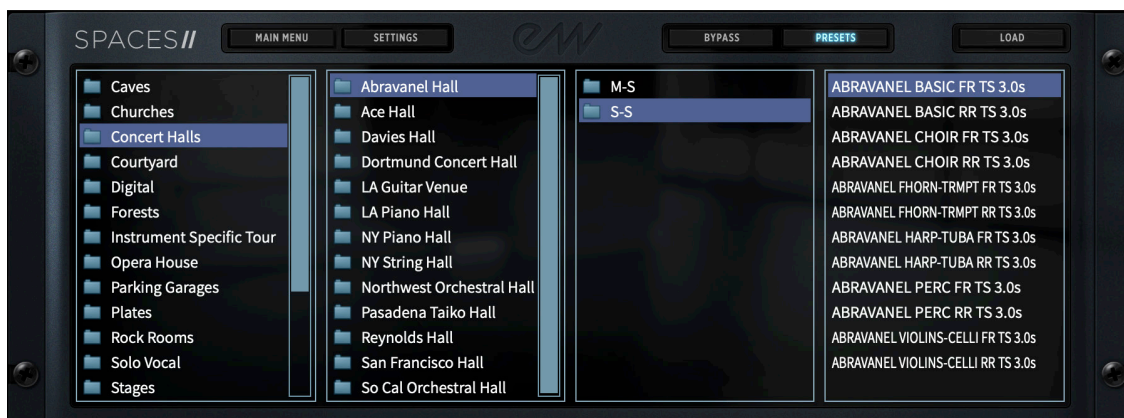 SPACES II
MAIN MENU
SETTINGS
EW
BYPASS
PRESETS
LOAD
Caves
Churches
Concert Halls
Courtyard
Digital
Forests
Instrument Specific Tour
Opera House
Parking Garages
Plates
Rock Rooms
Solo Vocal
Stages
Abravanel Hall
Ace Hall
Davies Hall
Dortmund Concert Hall
LA Guitar Venue
LA Piano Hall
NY Piano Hall
NY String Hall
Northwest Orchestral Hall
Pasadena Taiko Hall
Reynolds Hall
San Francisco Hall
So Cal Orchestral Hall
M-S
S-S
ABRAVANEL BASIC FR TS 3.0s
ABRAVANEL BASIC RR TS 3.0s
ABRAVANEL CHOIR FR TS 3.0s
ABRAVANEL CHOIR RR TS 3.0s
ABRAVANEL FHORN-TRMPT FR TS 3.0s
ABRAVANEL FHORN-TRMPT RR TS 3.0s
ABRAVANEL HARP-TUBA FR TS 3.0s
ABRAVANEL HARP-TUBA RR TS 3.0s
ABRAVANEL PERC FR TS 3.0s
ABRAVANEL PERC RR TS 3.0s
ABRAVANEL VIOLINS-CELLI FR TS 3.0s
ABRAVANEL VIOLINS-CELLI RR TS 3.0s